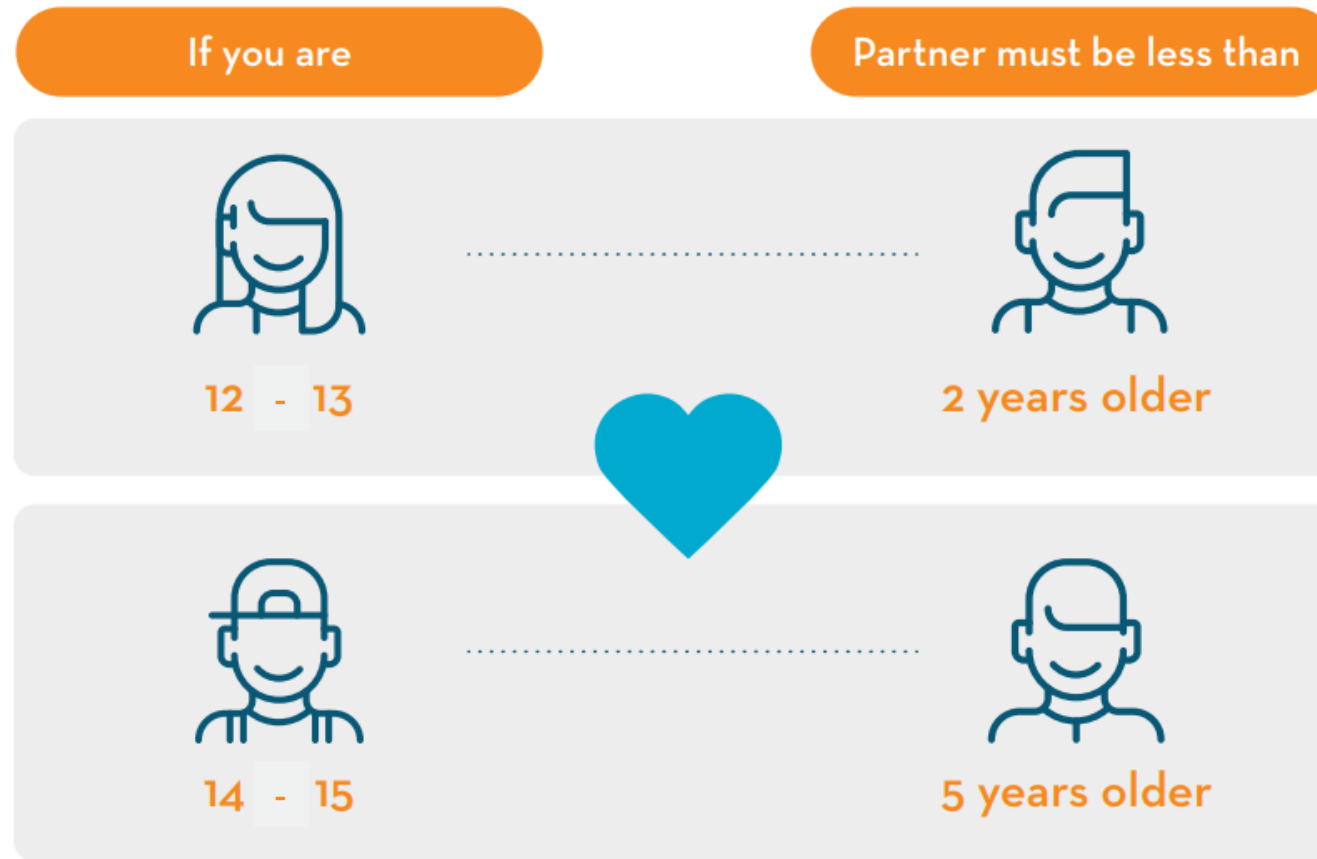 If you are
Partner must be less than
12 - 13
2 years older
14 - 15
5 years older